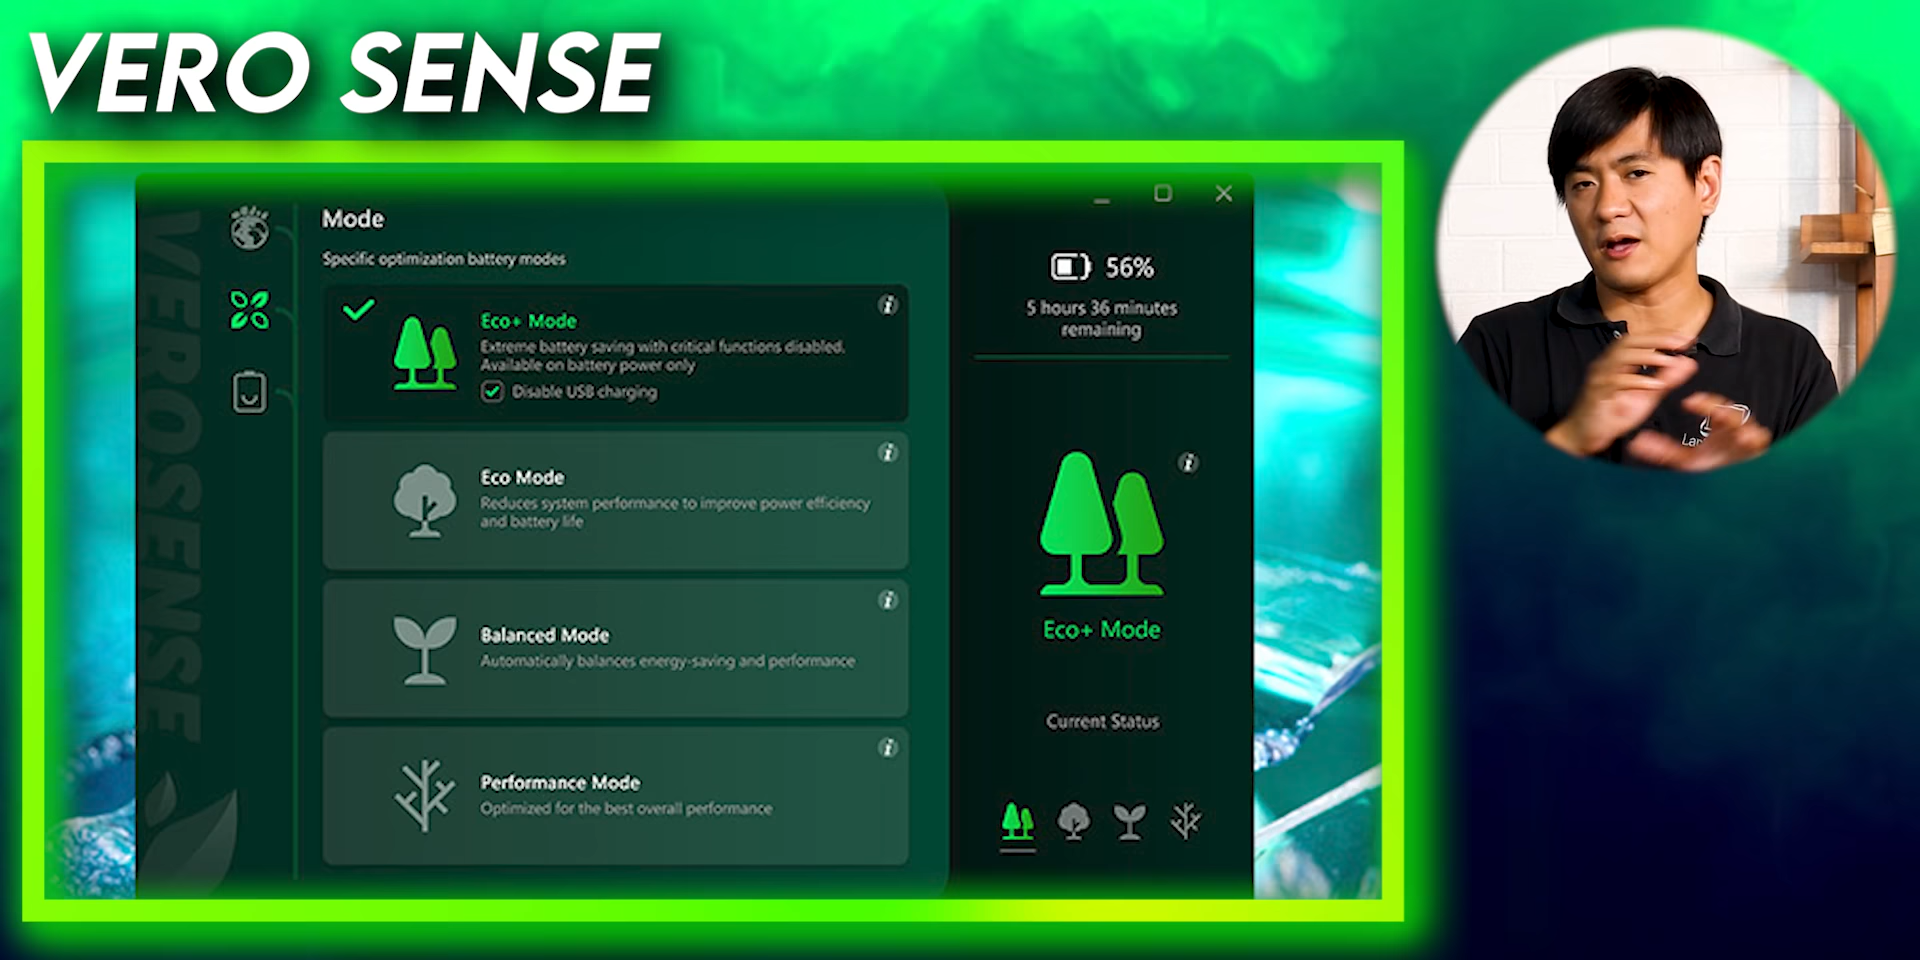 VERO SENSE
VEROSENSE
Mode
Specific optimization battery modes
Eco+ Mode
Extreme battery saving with critical functions disabled.
Available on battery power only
Disable USB charging
Eco Mode
Reduces system performance to improve power efficiency
and battery life
Balanced Mode
Automatically balances energy-saving and performance
Performance Mode
Optimized for the best overall performance
56%
5 hours 36 minutes
remaining
Eco+ Mode
Current Status